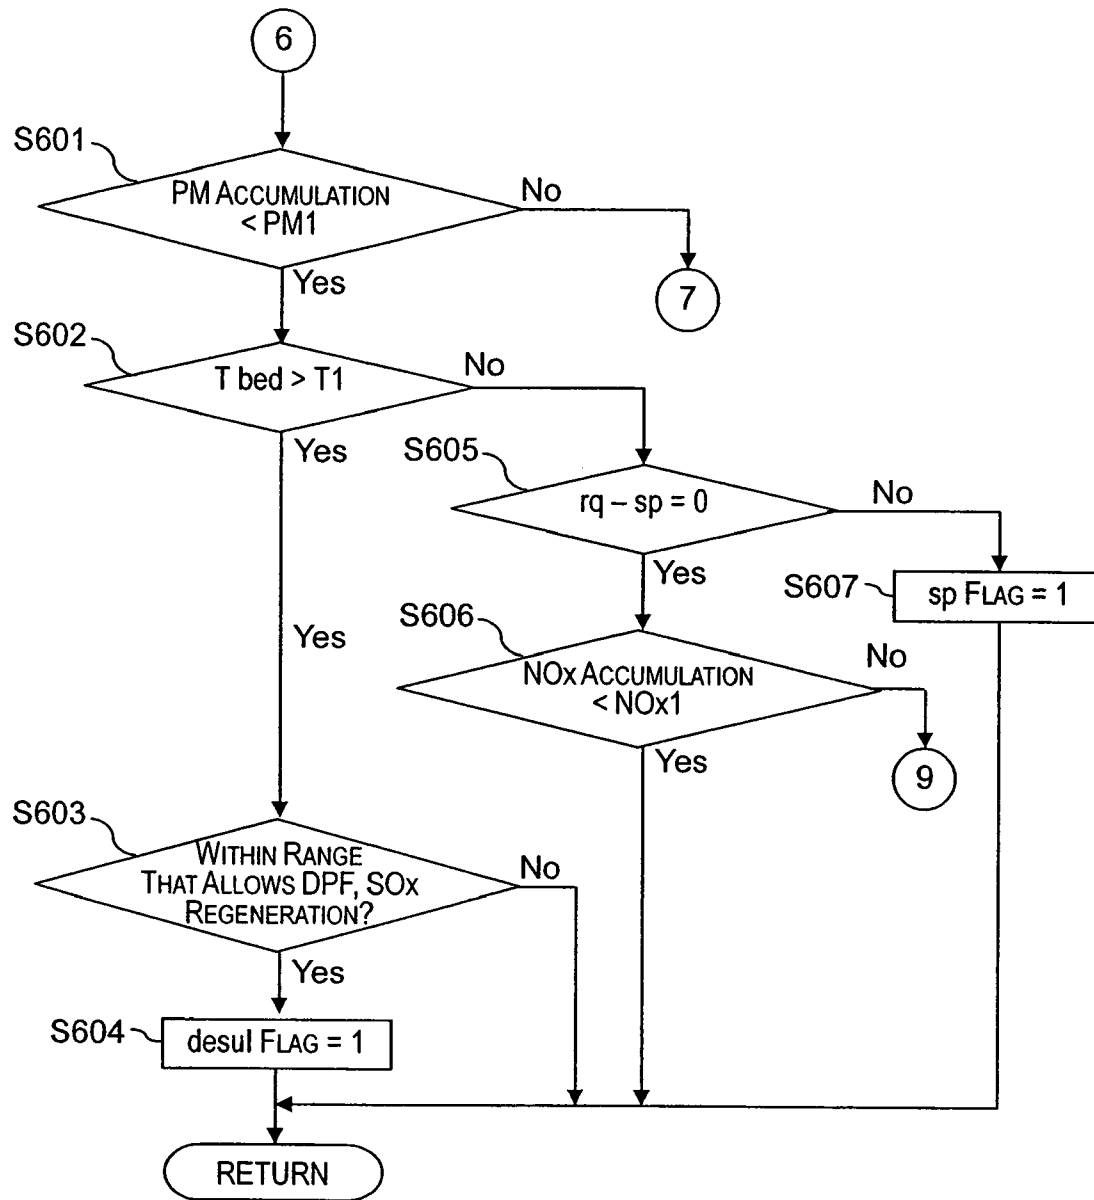 6
S601
PM ACCUMULATION
< PM1
No
Yes
7
S602
T bed > T1
No
Yes
S605
rq – sp = 0
No
Yes
S607
sp FLAG = 1
S606
Yes
NOx ACCUMULATION
< NOx1
No
Yes
9
S603
WITHIN RANGE
THAT ALLOWS DPF, SOx
REGENERATION?
No
Yes
S604
desul FLAG = 1
RETURN